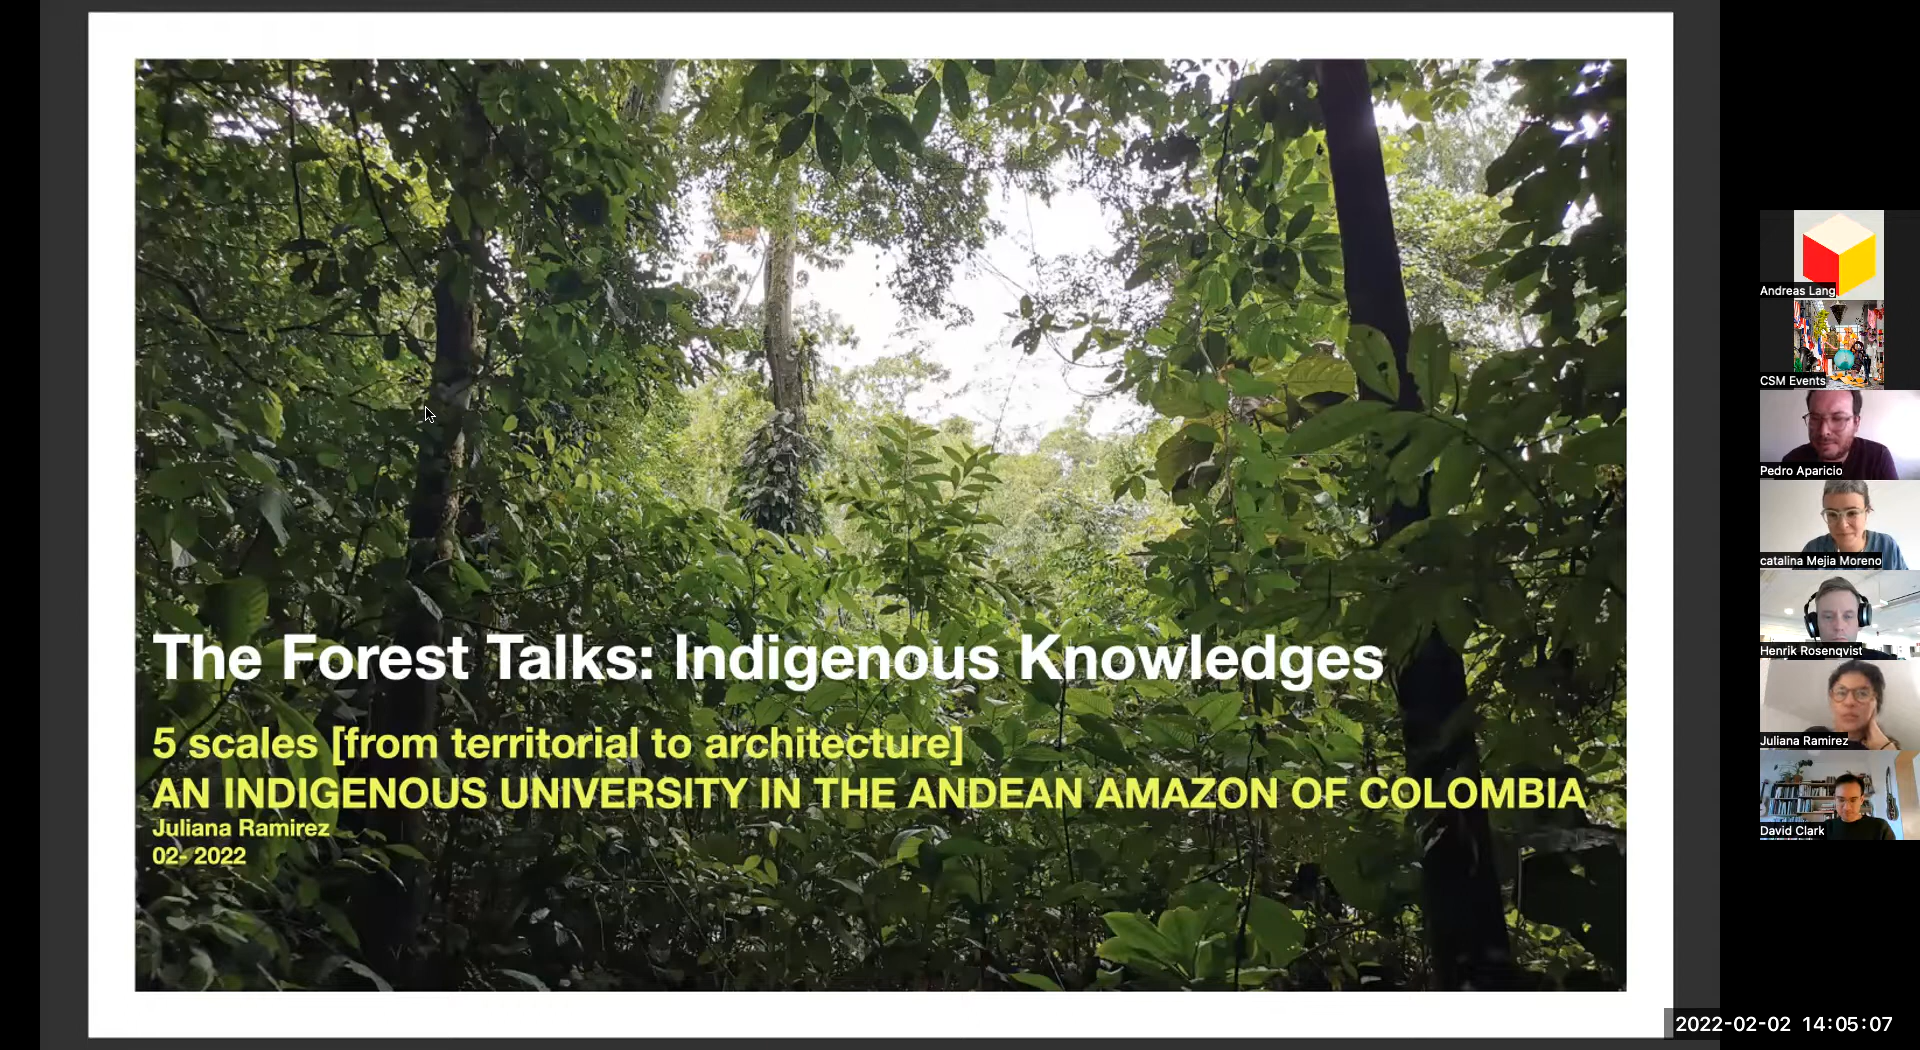 The Forest Talks: Indigenous Knowledges
5 scales [from territorial to architecture]
AN INDIGENOUS UNIVERSITY IN THE ANDEAN AMAZON OF COLOMBIA
Juliana Ramirez
02- 2022
Andreas Lang
CSM Events
Pedro Aparicio
catalina Mejia Moreno
Henrik Rosenqvist
Juliana Ramirez
David Clark
2022-02-02 14:05:07